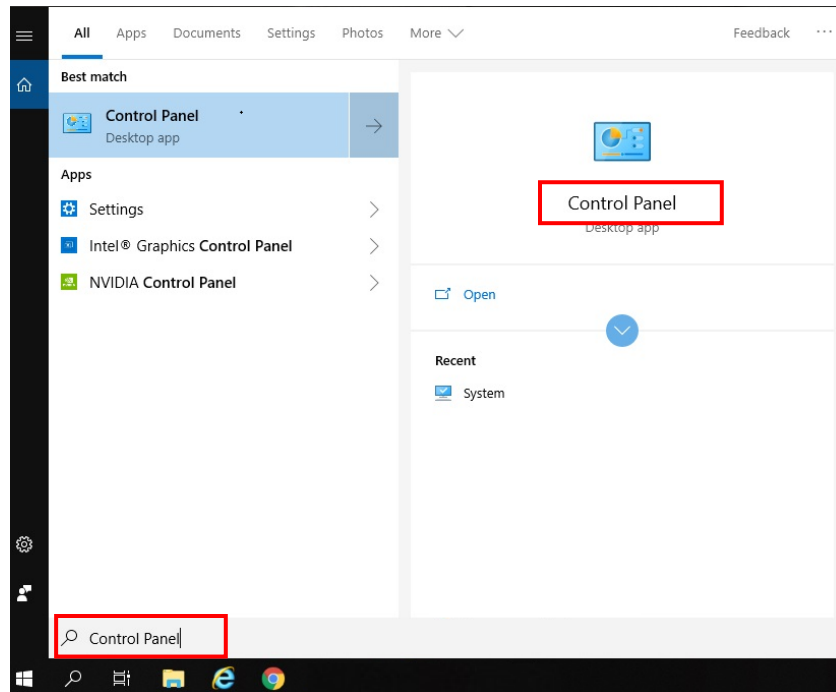 All Apps Documents Settings Photos More Feedback ...
Best match
Control Panel
Desktop app
Apps
Settings
Intel® Graphics Control Panel
NVIDIA Control Panel
Control Panel
Desktop app
Open
Recent
System
Control Panel